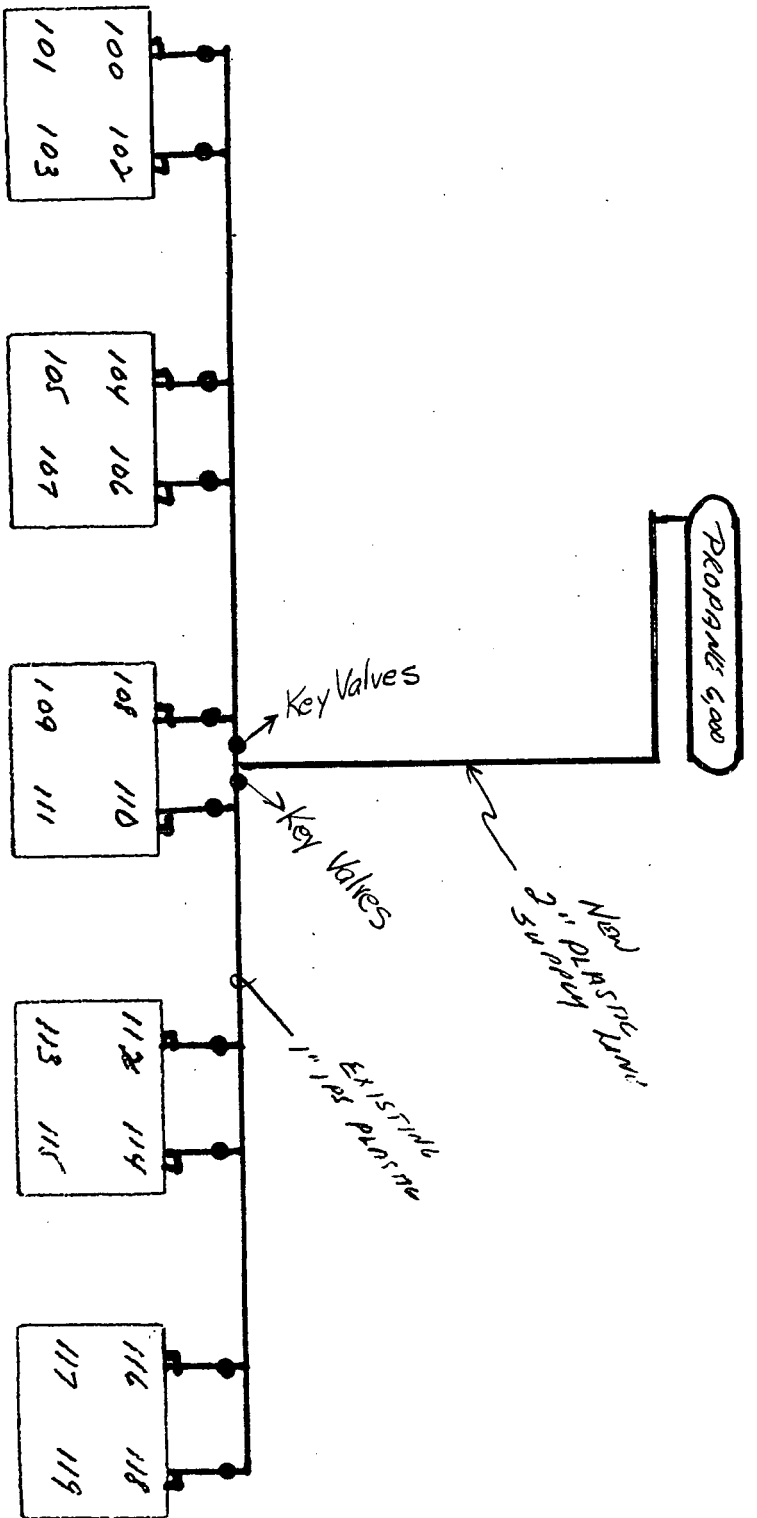 PROPANE 6,000
NEW
2" PLASTIC
SUPPLY LINE
Key Valves
Key Valves
EXISTING
1" IPS PLASTIC
100 102
101 103
104 106
105 107
108 110
109 111
112 114
113 115
116 118
117 119